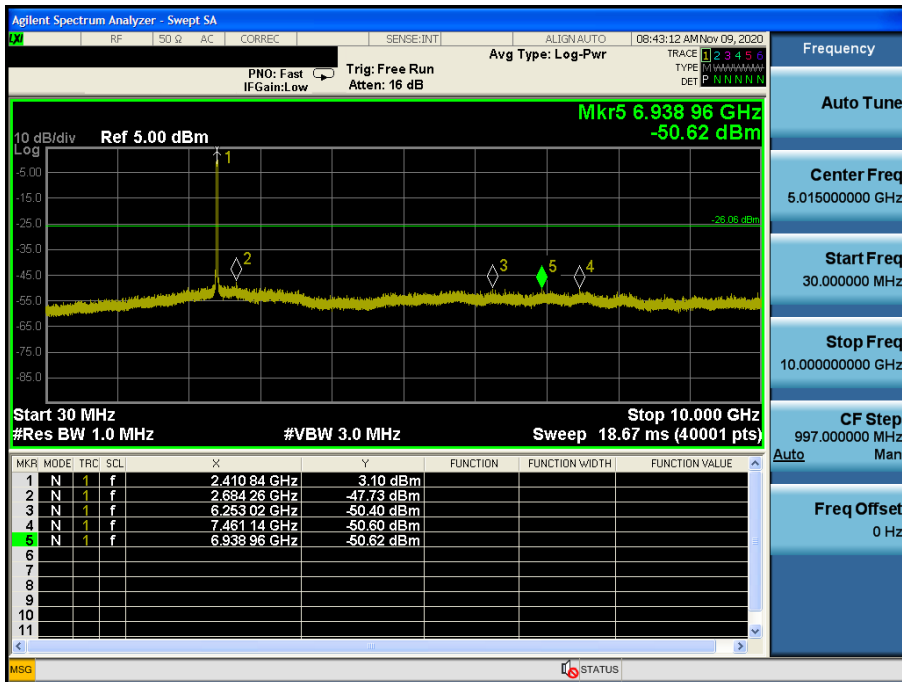 Agilent Spectrum Analyzer - Swept SA
LXI RF 50 Ω AC CORREC SENSE:INT ALIGN AUTO 08:43:12 AM Nov 09, 2020
PNO: Fast
IFGain:Low
Trig: Free Run
Atten: 16 dB
Avg Type: Log-Pwr
TRACE 1 2 3 4 5 6
TYPE M W W W W W
DET P N N N N N
Mkr5 6.938 96 GHz
-50.62 dBm
10 dB/div
Log
Ref 5.00 dBm
-5.00
-15.0
-25.0
-35.0
-45.0
-55.0
-65.0
-75.0
-85.0
-26.06 dBm
1
2
3
5
4
Start 30 MHz
#Res BW 1.0 MHz
#VBW 3.0 MHz
Stop 10.000 GHz
Sweep 18.67 ms (40001 pts)
MKR MODE TRC SCL X Y FUNCTION FUNCTION WIDTH FUNCTION VALUE
1 N 1 f 2.410 84 GHz 3.10 dBm
2 N 1 f 2.684 26 GHz -47.73 dBm
3 N 1 f 6.253 02 GHz -50.40 dBm
4 N 1 f 7.461 14 GHz -50.60 dBm
5 N 1 f 6.938 96 GHz -50.62 dBm
6
7
8
9
10
11
MSG
STATUS
Frequency
Auto Tune
Center Freq
5.015000000 GHz
Start Freq
30.000000 MHz
Stop Freq
10.000000000 GHz
CF Step
997.000000 MHz
Auto Man
Freq Offset
0 Hz